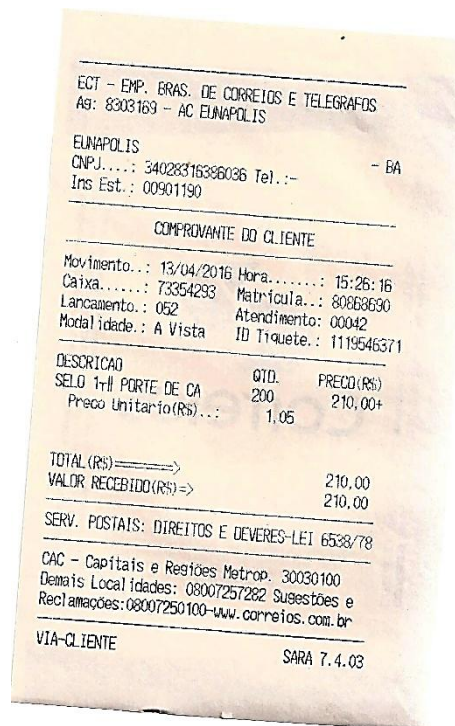 ECT - EMP. BRAS. DE CORREIOS E TELEGRAFOS
Ag: 8303169 - AC EUNAPOLIS
EUNAPOLIS - BA
CNPJ....: 34028316386036 Tel.:-
Ins Est.: 00901190
COMPROVANTE DO CLIENTE
Movimento..: 13/04/2016 Hora.......: 15:26:16
Caixa......: 73354293 Matricula..: 80868690
Lancamento.: 052 Atendimento: 00042
Modalidade.: A Vista ID Tiquete.: 1119546371
DESCRICAO QTD. PRECO(R$)
SELO 1º PORTE DE CA 200 210,00+
Preco Unitario(R$)..: 1,05
TOTAL(R$)=======> 210,00
VALOR RECEBIDO(R$)=> 210,00
SERV. POSTAIS: DIREITOS E DEVERES-LEI 6538/78
CAC - Capitais e Regiões Metrop. 30030100
Demais Localidades: 08007257282 Sugestões e
Reclamações:08007250100-www.correios.com.br
VIA-CLIENTE SARA 7.4.03